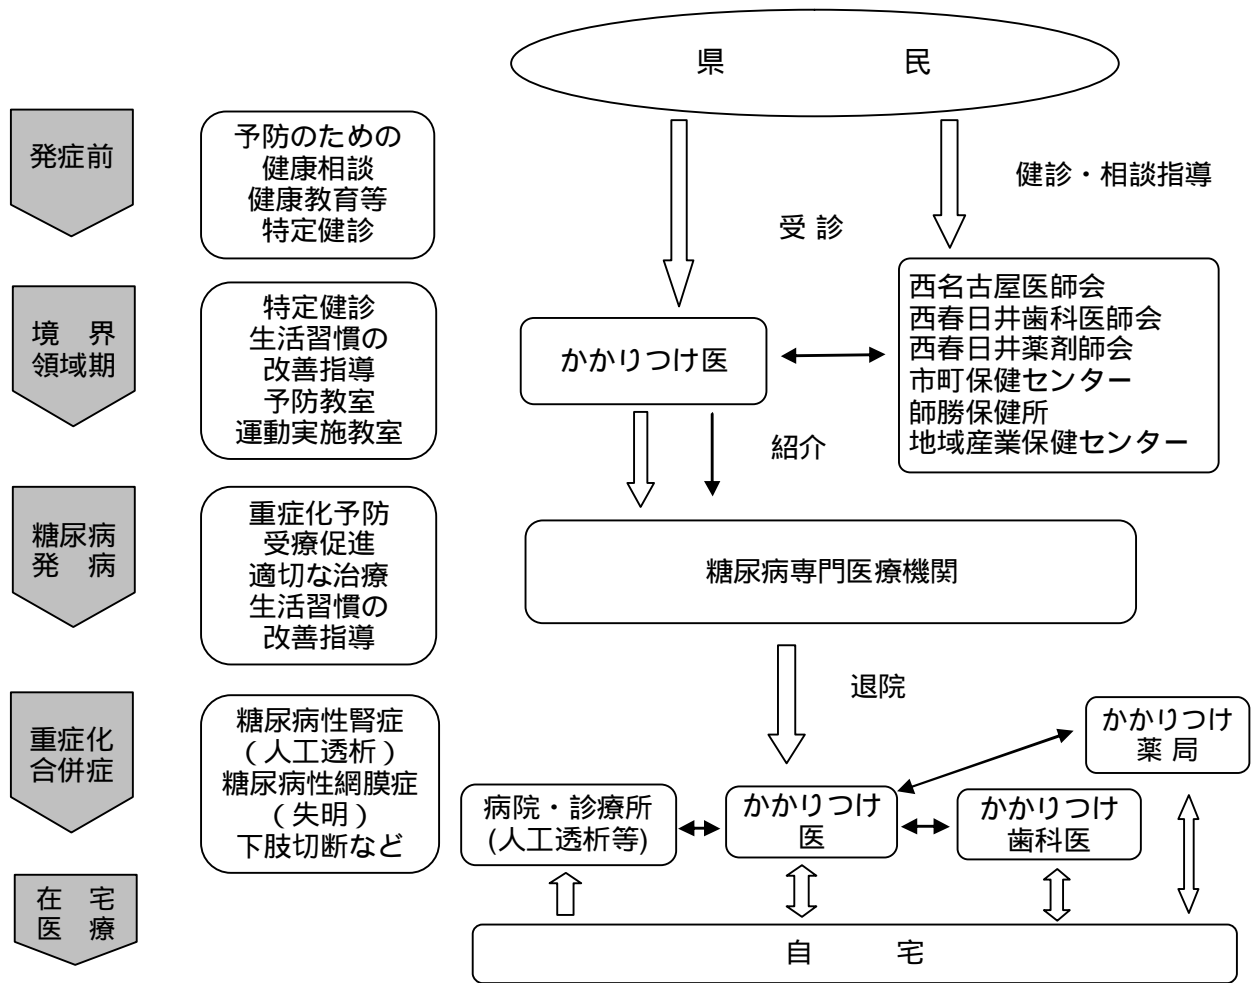 県　民
発症前
予防のための
健康相談
健康教育等
特定健診
健診・相談指導
受 診
境　界
領域期
特定健診
生活習慣の
改善指導
予防教室
運動実施教室
かかりつけ医
西名古屋医師会
西春日井歯科医師会
西春日井薬剤師会
市町保健センター
師勝保健所
地域産業保健センター
紹介
糖尿病
発　病
重症化予防
受療促進
適切な治療
生活習慣の
改善指導
糖尿病専門医療機関
退院
重症化
合併症
糖尿病性腎症
（人工透析）
糖尿病性網膜症
（失明）
下肢切断など
かかりつけ
薬 局
病院・診療所
(人工透析等)
かかりつけ
医
かかりつけ
歯科医
在　宅
医　療
自　宅